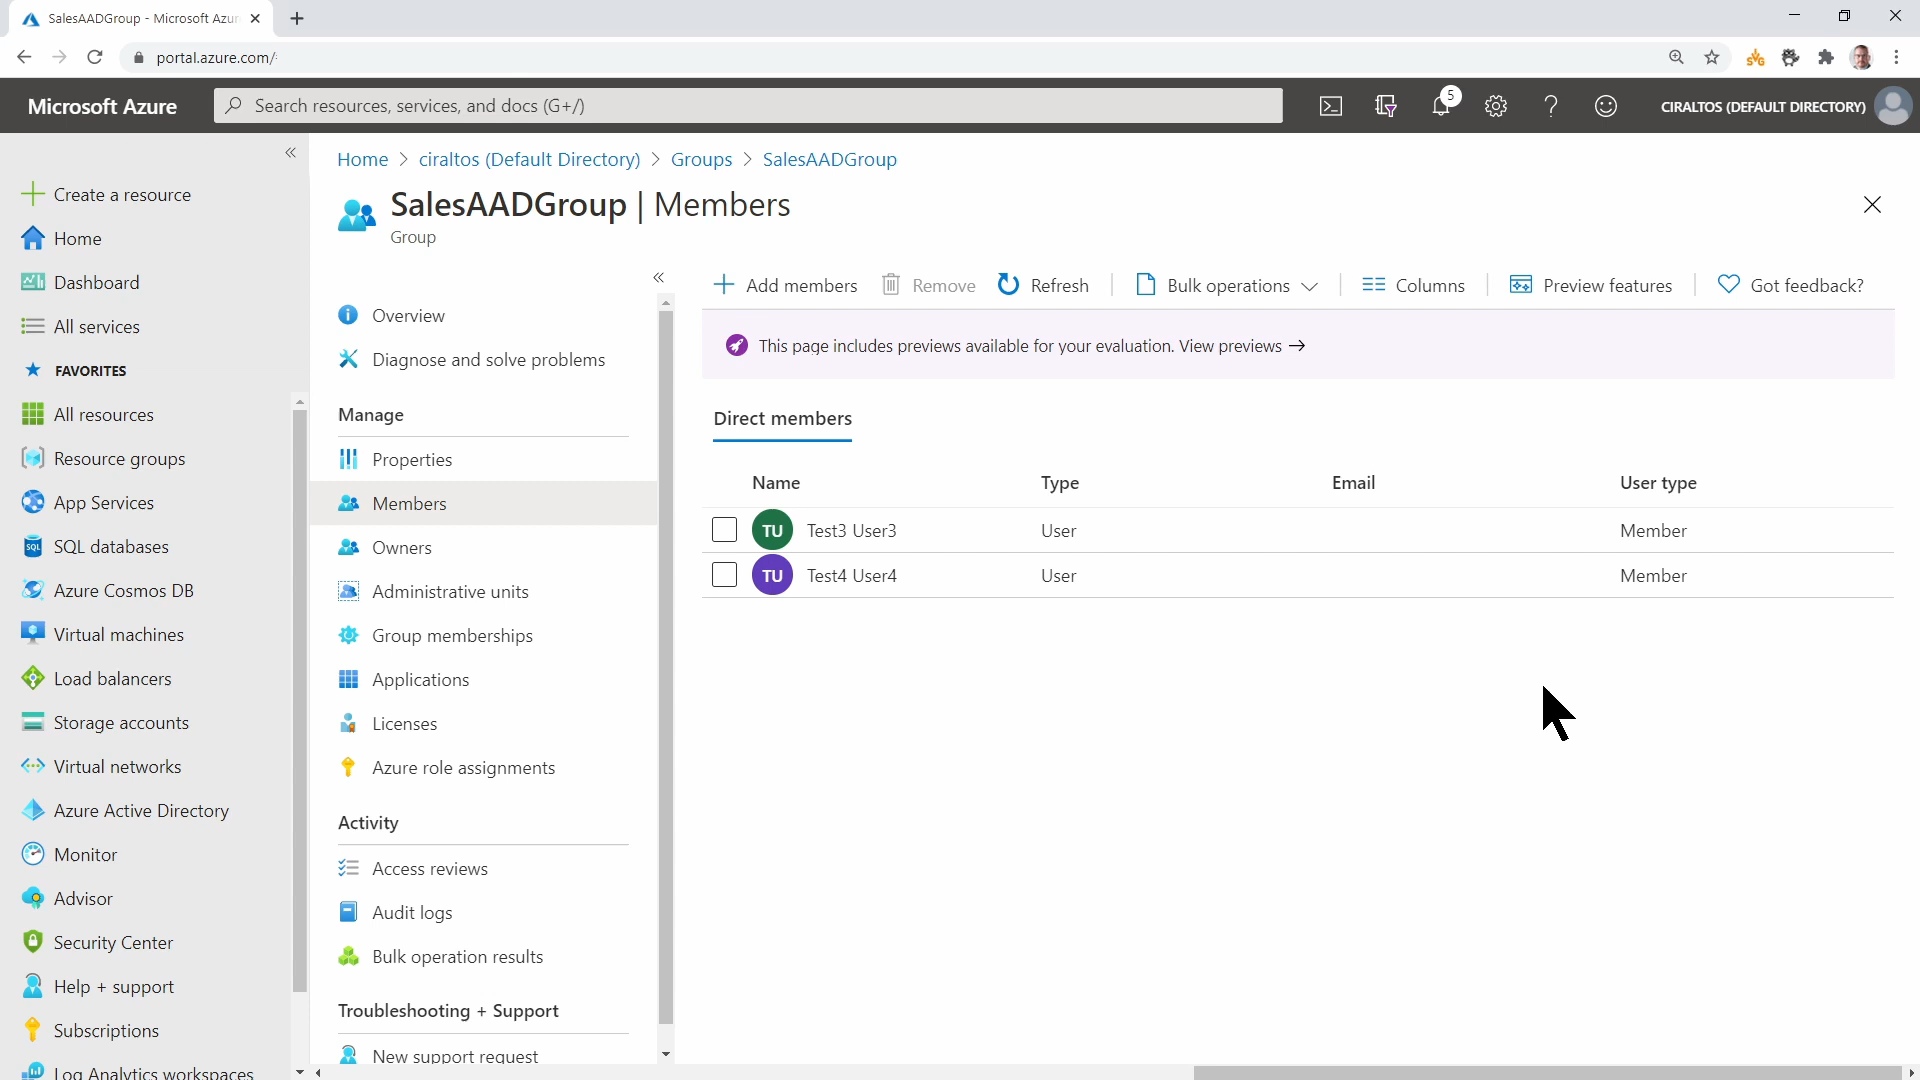 SalesAADGroup - Microsoft Azur
portal.azure.com/
Microsoft Azure
Search resources, services, and docs (G+/)
5
CIRALTOS (DEFAULT DIRECTORY)
Create a resource
Home
Dashboard
All services
FAVORITES
All resources
Resource groups
App Services
SQL databases
Azure Cosmos DB
Virtual machines
Load balancers
Storage accounts
Virtual networks
Azure Active Directory
Monitor
Advisor
Security Center
Help + support
Subscriptions
Log Analytics workspaces
Home > ciraltos (Default Directory) > Groups > SalesAADGroup
SalesAADGroup | Members
Group
Overview
Diagnose and solve problems
Manage
Properties
Members
Owners
Administrative units
Group memberships
Applications
Licenses
Azure role assignments
Activity
Access reviews
Audit logs
Bulk operation results
Troubleshooting + Support
New support request
Add members Remove Refresh Bulk operations Columns Preview features Got feedback?
This page includes previews available for your evaluation. View previews →
Direct members
Name Type Email User type
TU Test3 User3 User Member
TU Test4 User4 User Member